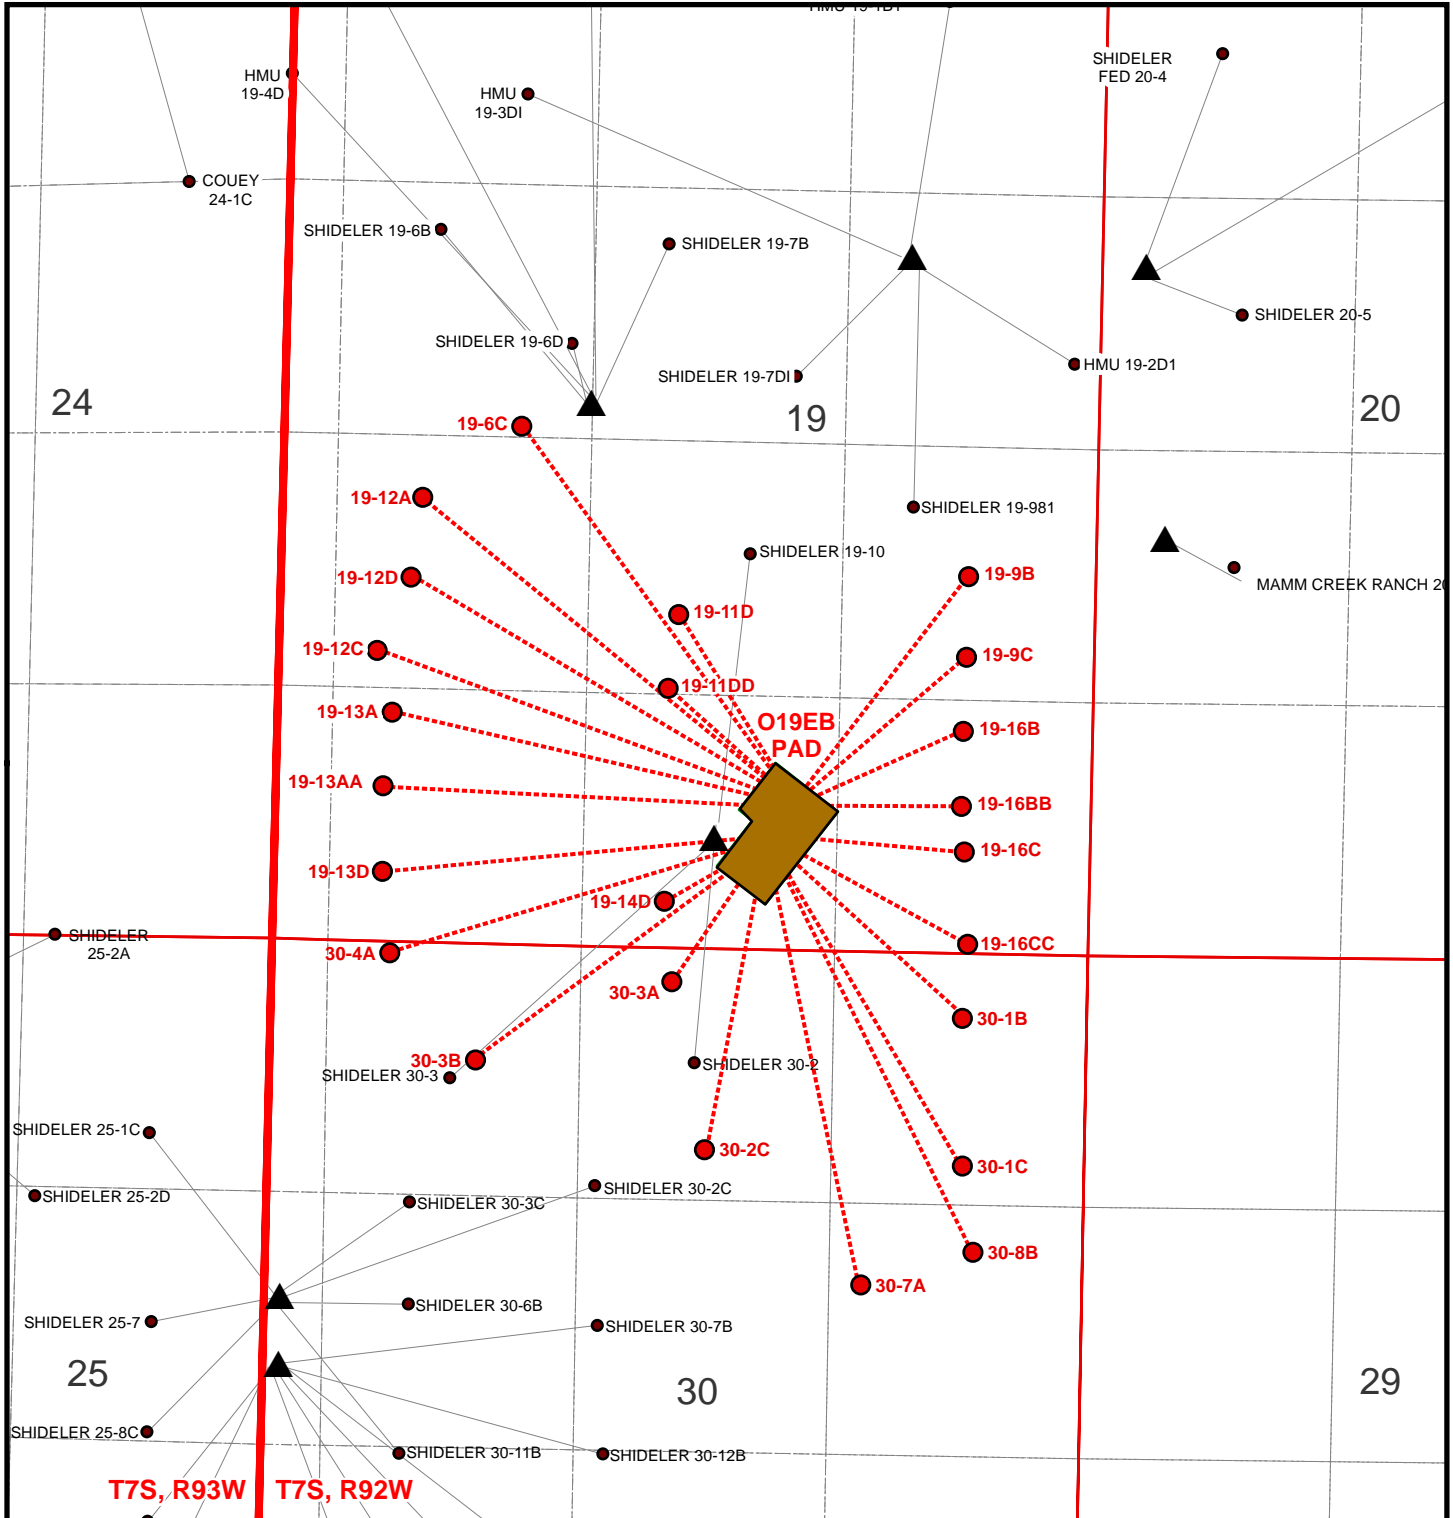 HMU 19-1B1
SHIDELER
FED 20-4
HMU
19-4D
HMU
19-3DI
COUEY
24-1C
SHIDELER 19-6B
SHIDELER 19-7B
SHIDELER 20-5
SHIDELER 19-6D
SHIDELER 19-7DI
HMU 19-2D1
24
19
20
19-6C
19-12A
SHIDELER 19-981
SHIDELER 19-10
19-12D
19-9B
MAMM CREEK RANCH 20
19-11D
19-12C
19-9C
19-11DD
19-13A
O19EB
PAD
19-16B
19-13AA
19-16BB
19-16C
19-13D
19-14D
SHIDELER
25-2A
30-4A
19-16CC
30-3A
30-1B
30-3B
SHIDELER 30-3
SHIDELER 30-2
SHIDELER 25-1C
30-2C
30-1C
SHIDELER 25-2D
SHIDELER 30-3C
SHIDELER 30-2C
30-8B
30-7A
SHIDELER 30-6B
SHIDELER 25-7
SHIDELER 30-7B
25
30
29
SHIDELER 25-8C
SHIDELER 30-11B
SHIDELER 30-12B
T7S, R93W
T7S, R92W